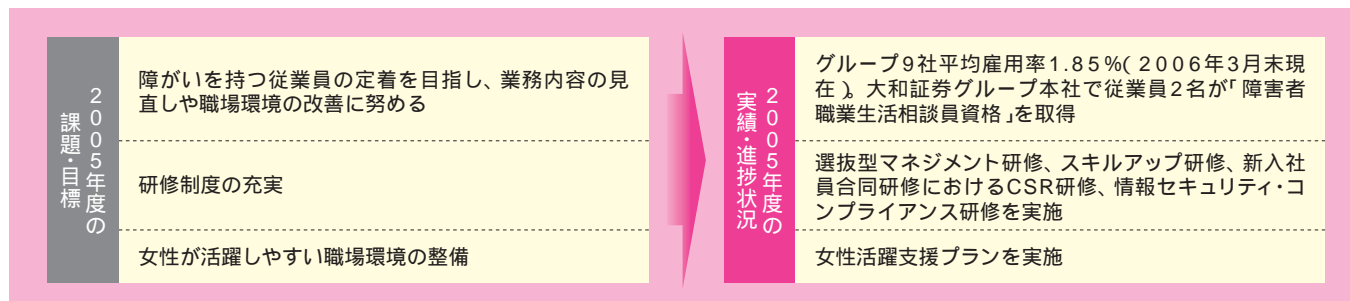 2005年度の
課題・目標
障がいを持つ従業員の定着を目指し、業務内容の見
直しや職場環境の改善に努める
研修制度の充実
女性が活躍しやすい職場環境の整備
2005年度の
実績・進捗状況
グループ9社平均雇用率1.85%(2006年3月末現
在)。大和証券グループ本社で従業員2名が「障害者
職業生活相談員資格」を取得
選抜型マネジメント研修、スキルアップ研修、新入社
員合同研修におけるCSR研修、情報セキュリティ・コ
ンプライアンス研修を実施
女性活躍支援プランを実施